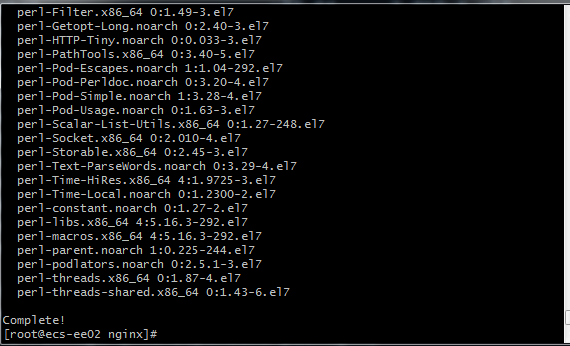 perl-Filter.x86_64 0:1.49-3.el7
perl-Getopt-Long.noarch 0:2.40-3.el7
perl-HTTP-Tiny.noarch 0:0.033-3.el7
perl-PathTools.x86_64 0:3.40-5.el7
perl-Pod-Escapes.noarch 1:1.04-292.el7
perl-Pod-Perldoc.noarch 0:3.20-4.el7
perl-Pod-Simple.noarch 1:3.28-4.el7
perl-Pod-Usage.noarch 0:1.63-3.el7
perl-Scalar-List-Utils.x86_64 0:1.27-248.el7
perl-Socket.x86_64 0:2.010-4.el7
perl-Storable.x86_64 0:2.45-3.el7
perl-Text-ParseWords.noarch 0:3.29-4.el7
perl-Time-HiRes.x86_64 4:1.9725-3.el7
perl-Time-Local.noarch 0:1.2300-2.el7
perl-constant.noarch 0:1.27-2.el7
perl-libs.x86_64 4:5.16.3-292.el7
perl-macros.x86_64 4:5.16.3-292.el7
perl-parent.noarch 1:0.225-244.el7
perl-podlators.noarch 0:2.5.1-3.el7
perl-threads.x86_64 0:1.87-4.el7
perl-threads-shared.x86_64 0:1.43-6.el7
Complete!
[root@ecs-ee02 nginx]#